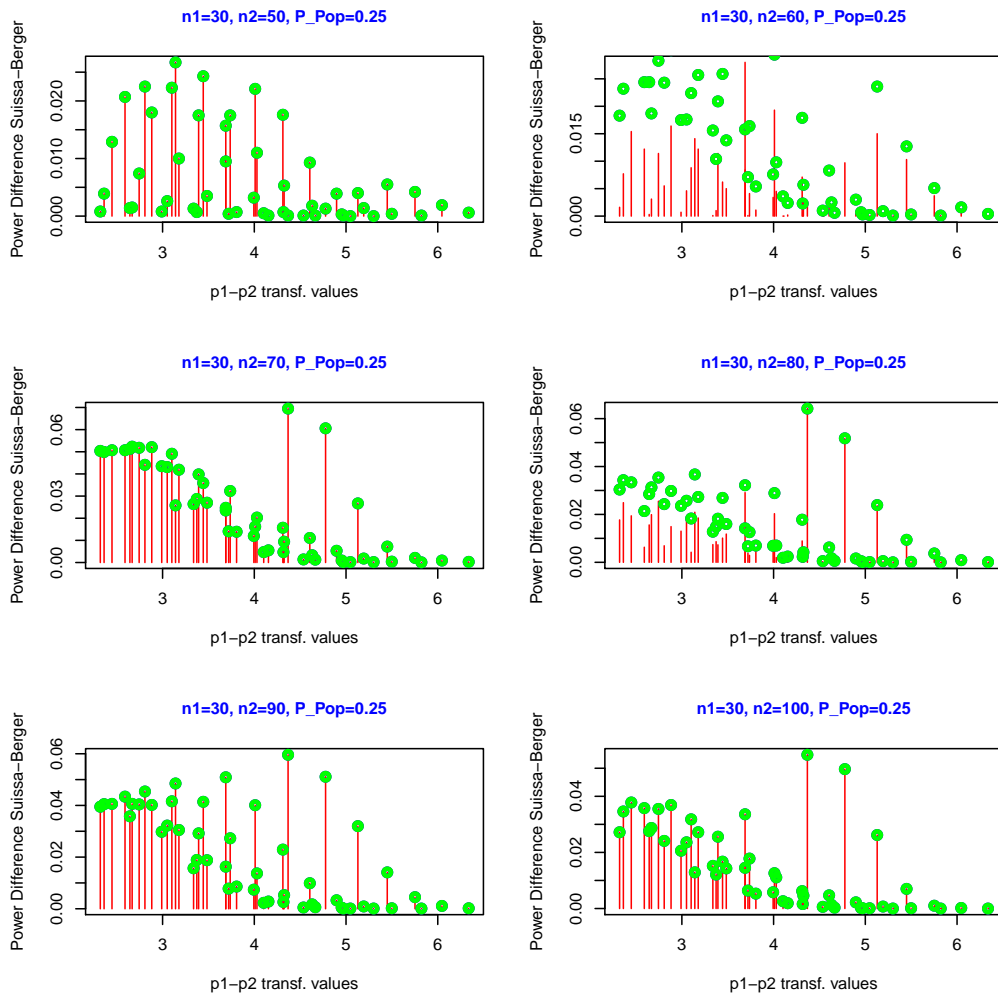 n1=30, n2=50, P_Pop=0.25
Power Difference Suissa−Berger
0.000 0.010 0.020
3 4 5 6
p1−p2 transf. values
n1=30, n2=60, P_Pop=0.25
Power Difference Suissa−Berger
0.000 0.015
3 4 5 6
p1−p2 transf. values
n1=30, n2=70, P_Pop=0.25
Power Difference Suissa−Berger
0.00 0.03 0.06
3 4 5 6
p1−p2 transf. values
n1=30, n2=80, P_Pop=0.25
Power Difference Suissa−Berger
0.00 0.02 0.04 0.06
3 4 5 6
p1−p2 transf. values
n1=30, n2=90, P_Pop=0.25
Power Difference Suissa−Berger
0.00 0.02 0.04 0.06
3 4 5 6
p1−p2 transf. values
n1=30, n2=100, P_Pop=0.25
Power Difference Suissa−Berger
0.00 0.02 0.04
3 4 5 6
p1−p2 transf. values